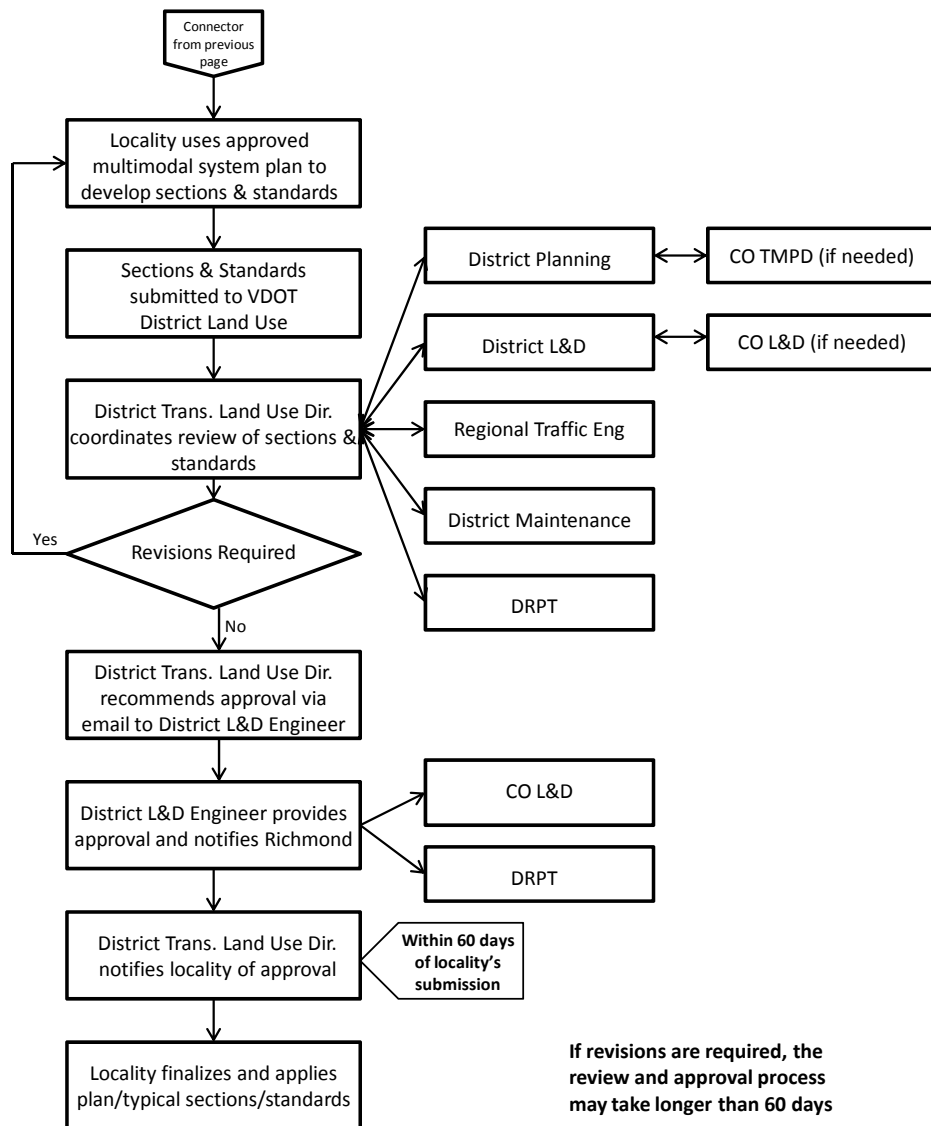 Connector
from previous
page
Locality uses approved
multimodal system plan to
develop sections & standards
Sections & Standards
submitted to VDOT
District Land Use
District Planning
CO TMPD (if needed)
District L&D
CO L&D (if needed)
District Trans. Land Use Dir.
coordinates review of sections &
standards
Regional Traffic Eng
District Maintenance
DRPT
Yes
Revisions Required
No
District Trans. Land Use Dir.
recommends approval via
email to District L&D Engineer
District L&D Engineer provides
approval and notifies Richmond
CO L&D
DRPT
District Trans. Land Use Dir.
notifies locality of approval
Within 60 days
of locality’s
submission
Locality finalizes and applies
plan/typical sections/standards
If revisions are required, the
review and approval process
may take longer than 60 days